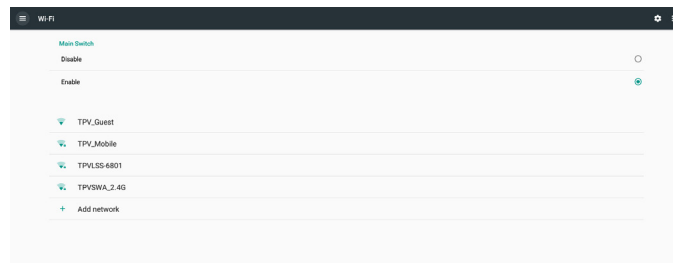 Wi-Fi
Main Switch
Disable
Enable
TPV_Guest
TPV_Mobile
TPVLSS-6801
TPVSWA_2.4G
Add network